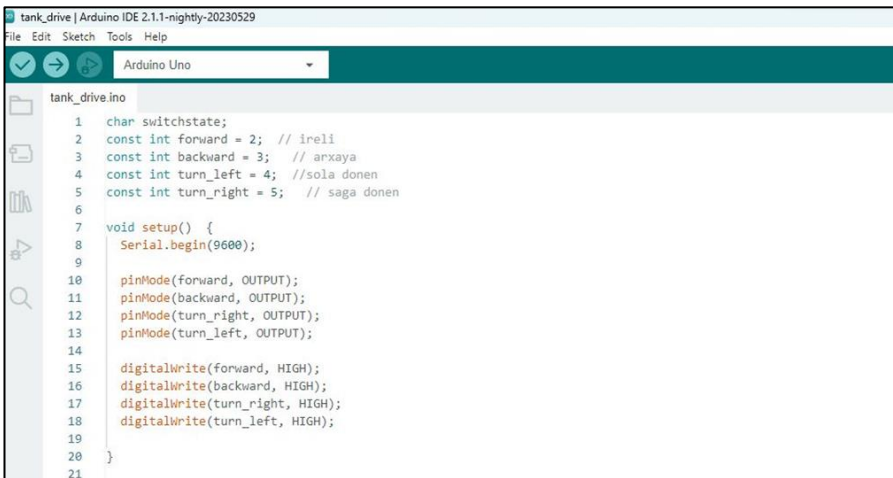 tank_drive | Arduino IDE 2.1.1-nightly-20230529
File Edit Sketch Tools Help
Arduino Uno
tank_drive.ino
1 char switchstate;
2 const int forward = 2; // ireli
3 const int backward = 3; // arxaya
4 const int turn_left = 4; //sola donen
5 const int turn_right = 5; // saga donen
6
7 void setup() {
8 Serial.begin(9600);
9
10 pinMode(forward, OUTPUT);
11 pinMode(backward, OUTPUT);
12 pinMode(turn_right, OUTPUT);
13 pinMode(turn_left, OUTPUT);
14
15 digitalWrite(forward, HIGH);
16 digitalWrite(backward, HIGH);
17 digitalWrite(turn_right, HIGH);
18 digitalWrite(turn_left, HIGH);
19
20 }
21